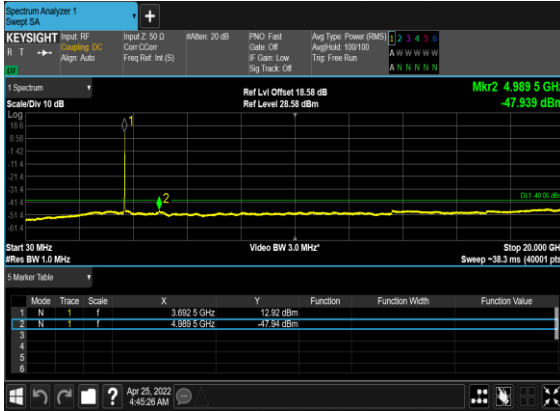 Spectrum Analyzer 1
Swept SA
+
KEYSIGHT
R T
Input: RF
Coupling: DC
Align: Auto
Input Z: 50 Ω
Corr CCorr
Freq Ref: Int (S)
#Atten: 20 dB
PNO: Fast
Gate: Off
IF Gain: Low
Sig Track: Off
Avg Type: Power (RMS)
Avg|Hold: 100/100
Trig: Free Run
1 2 3 4 5 6
A W W W W W
A N N N N N
1 Spectrum
Scale/Div 10 dB
Ref Lvl Offset 18.58 dB
Ref Level 28.58 dBm
Mkr2 4.989 5 GHz
-47.939 dBm
Log
18.6
8.58
-1.42
-11.4
-21.4
-31.4
-41.4
-51.4
-61.4
1
2
DL1 -40.00 dBm
Start 30 MHz
#Res BW 1.0 MHz
Video BW 3.0 MHz*
Stop 20.000 GHz
Sweep ~38.3 ms (40001 pts)
5 Marker Table
Mode Trace Scale X Y Function Function Width Function Value
1 N 1 f 3.692 5 GHz 12.92 dBm
2 N 1 f 4.989 5 GHz -47.94 dBm
3
4
5
6
?
Apr 25, 2022
4:45:26 AM